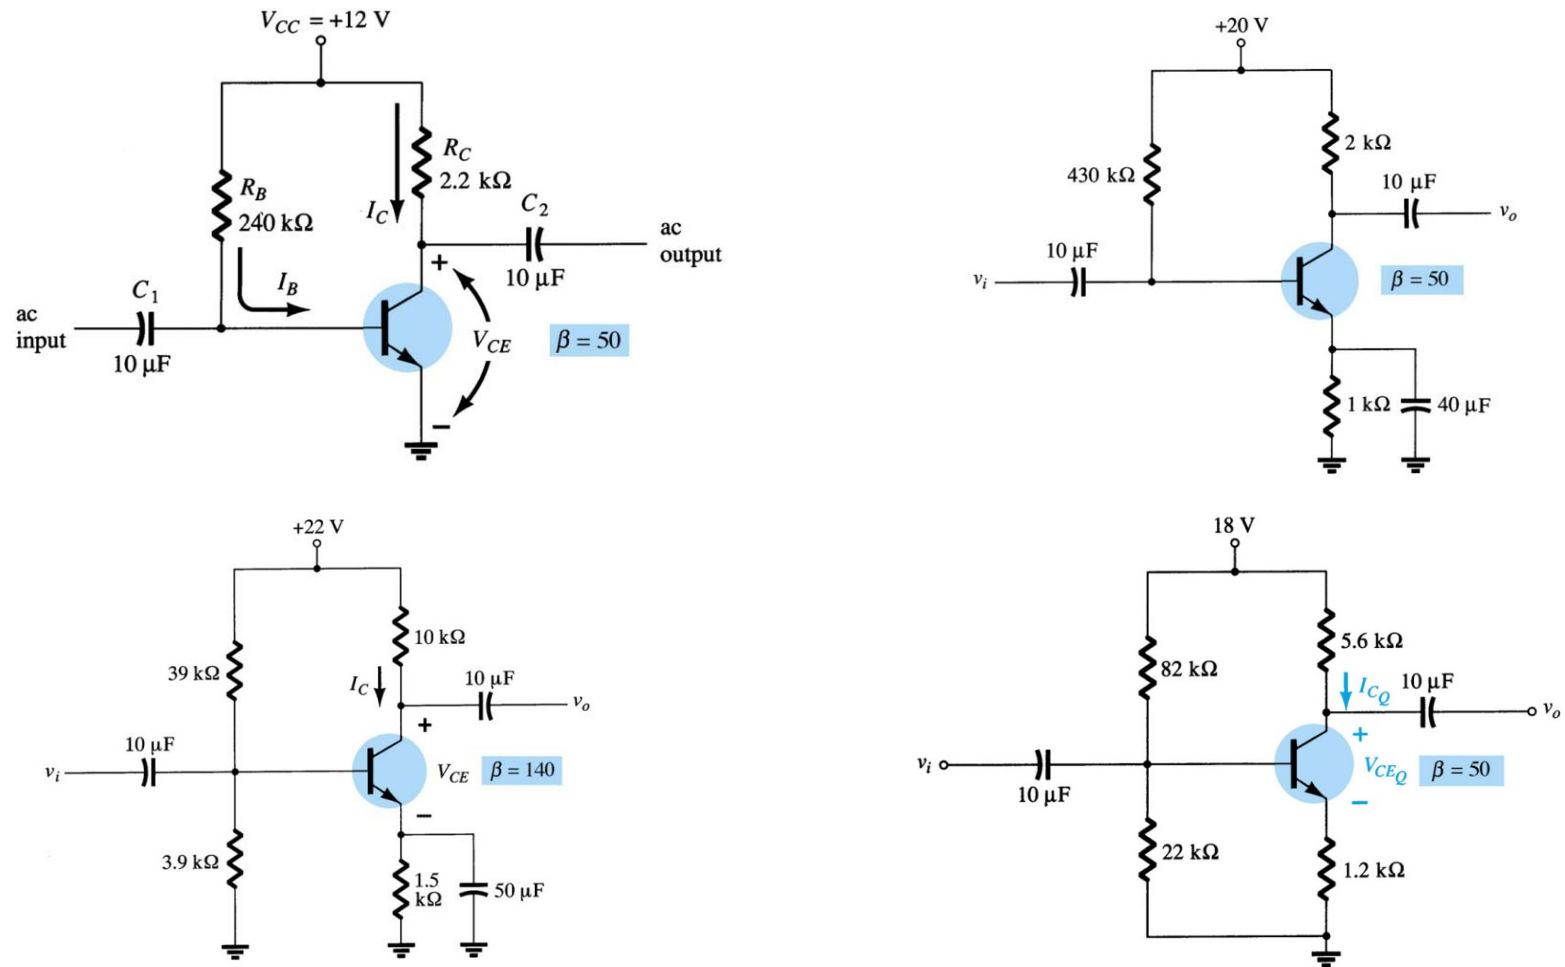 V_CC = +12 V
R_C
2.2 kΩ
R_B
240 kΩ
I_C
C_2
10 μF
ac
output
I_B
C_1
ac
input
10 μF
+
V_CE
−
β = 50
+20 V
2 kΩ
430 kΩ
10 μF
v_o
10 μF
v_i
β = 50
1 kΩ
40 μF
+22 V
10 kΩ
39 kΩ
I_C
10 μF
v_o
+
10 μF
v_i
V_CE
β = 140
−
3.9 kΩ
1.5
kΩ
50 μF
18 V
5.6 kΩ
82 kΩ
I_CQ
10 μF
v_o
+
v_i
V_CEQ
β = 50
10 μF
−
22 kΩ
1.2 kΩ